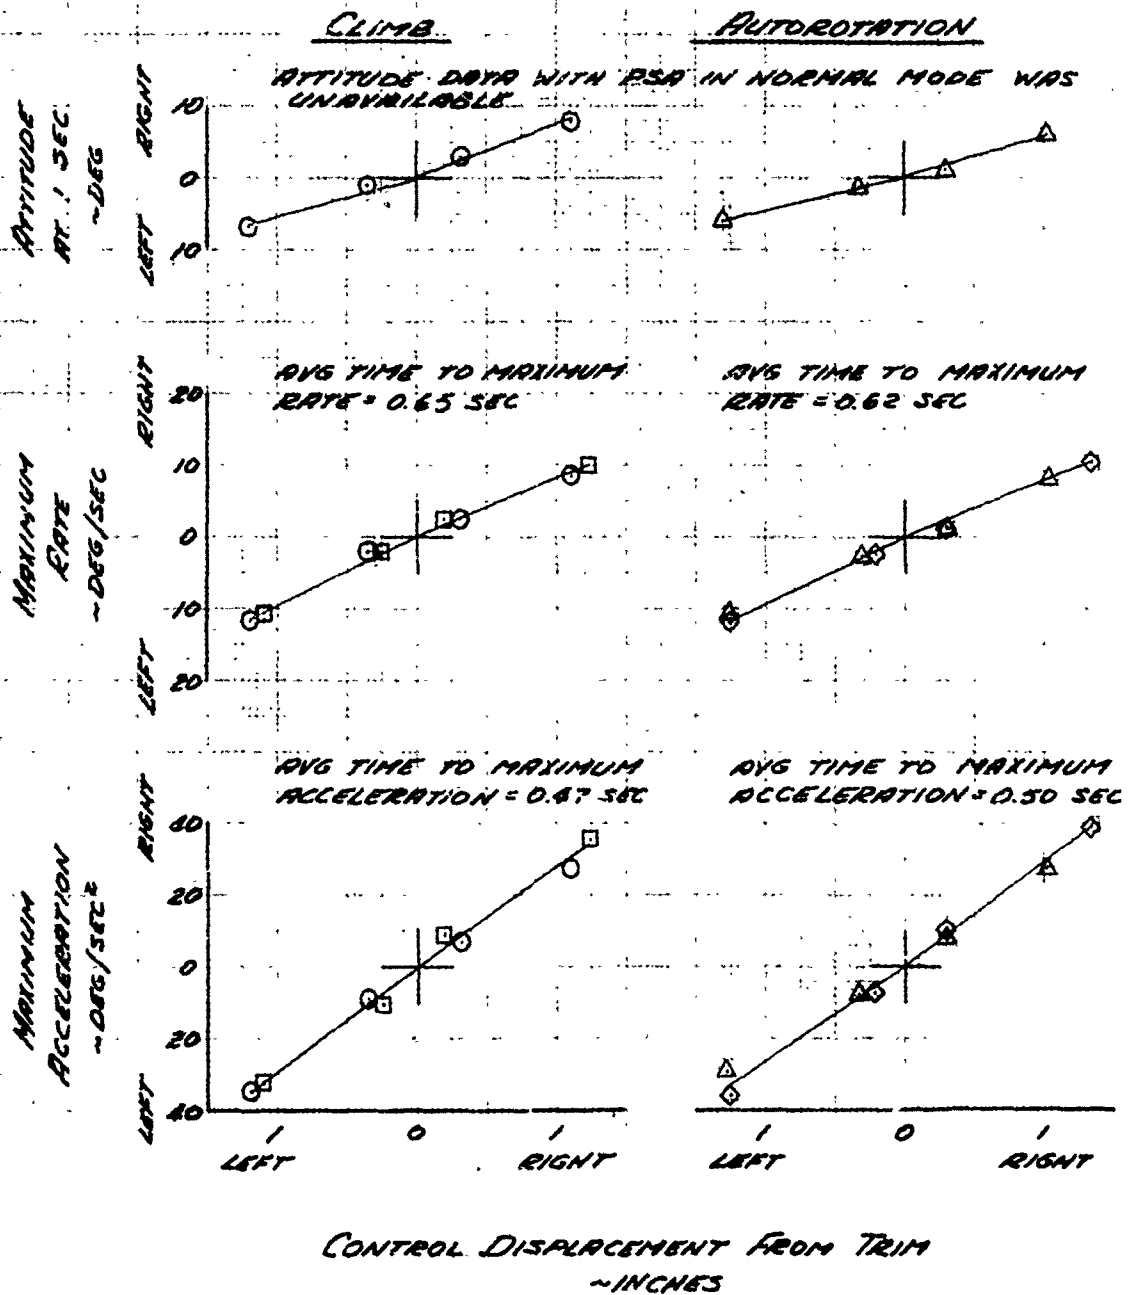 CLIMB
AUTOROTATION
ATTITUDE DATA WITH PSA IN NORMAL MODE WAS
UNAVAILABLE
ATTITUDE
AT 1 SEC
~DEG
LEFT RIGHT
10
0
10
AVG TIME TO MAXIMUM
RATE = 0.65 SEC
AVG TIME TO MAXIMUM
RATE = 0.62 SEC
MAXIMUM
RATE
~DEG/SEC
LEFT RIGHT
20
10
0
10
20
AVG TIME TO MAXIMUM
ACCELERATION = 0.47 SEC
AVG TIME TO MAXIMUM
ACCELERATION = 0.50 SEC
MAXIMUM
ACCELERATION
~DEG/SEC²
LEFT RIGHT
40
20
0
20
40
1 0 1
LEFT RIGHT
1 0 1
LEFT RIGHT
CONTROL DISPLACEMENT FROM TRIM
~INCHES